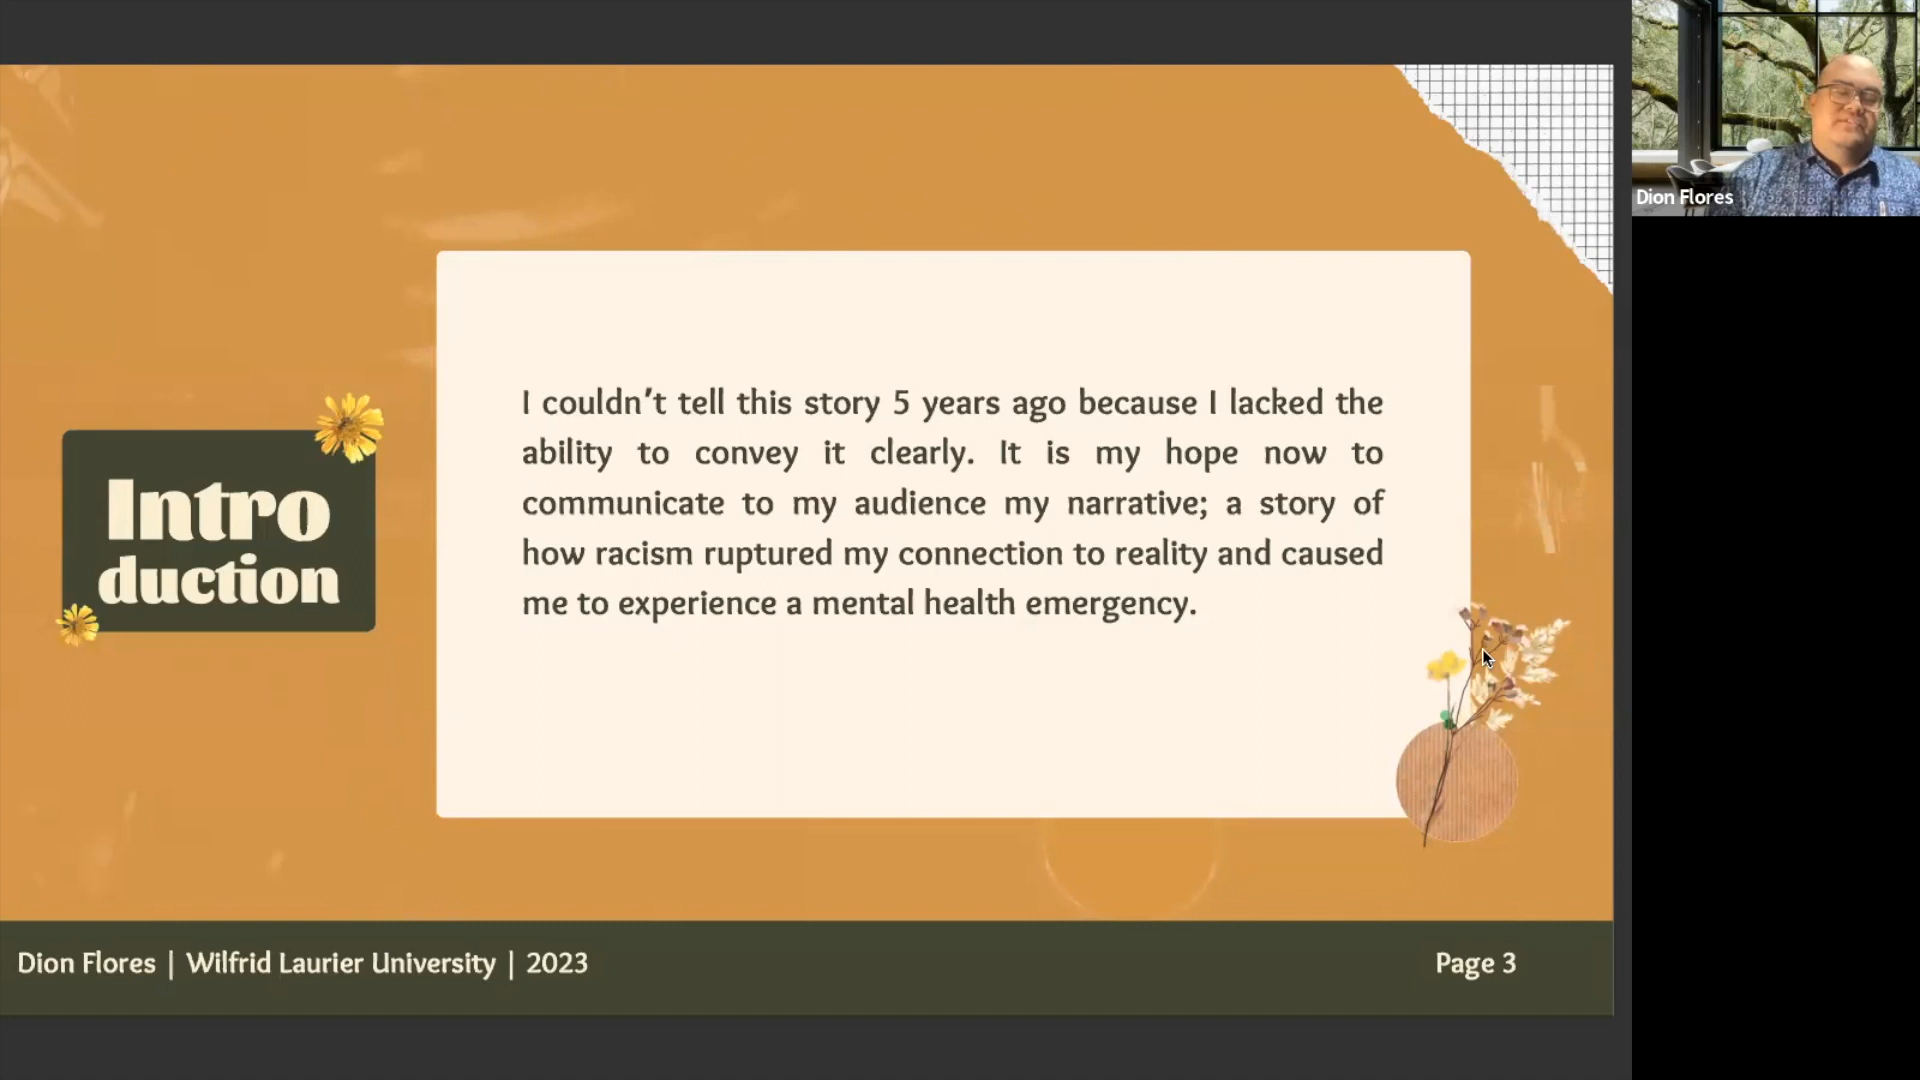 Dion Flores
Intro
duction
I couldn't tell this story 5 years ago because I lacked the
ability to convey it clearly. It is my hope now to
communicate to my audience my narrative; a story of
how racism ruptured my connection to reality and caused
me to experience a mental health emergency.
Dion Flores | Wilfrid Laurier University | 2023
Page 3